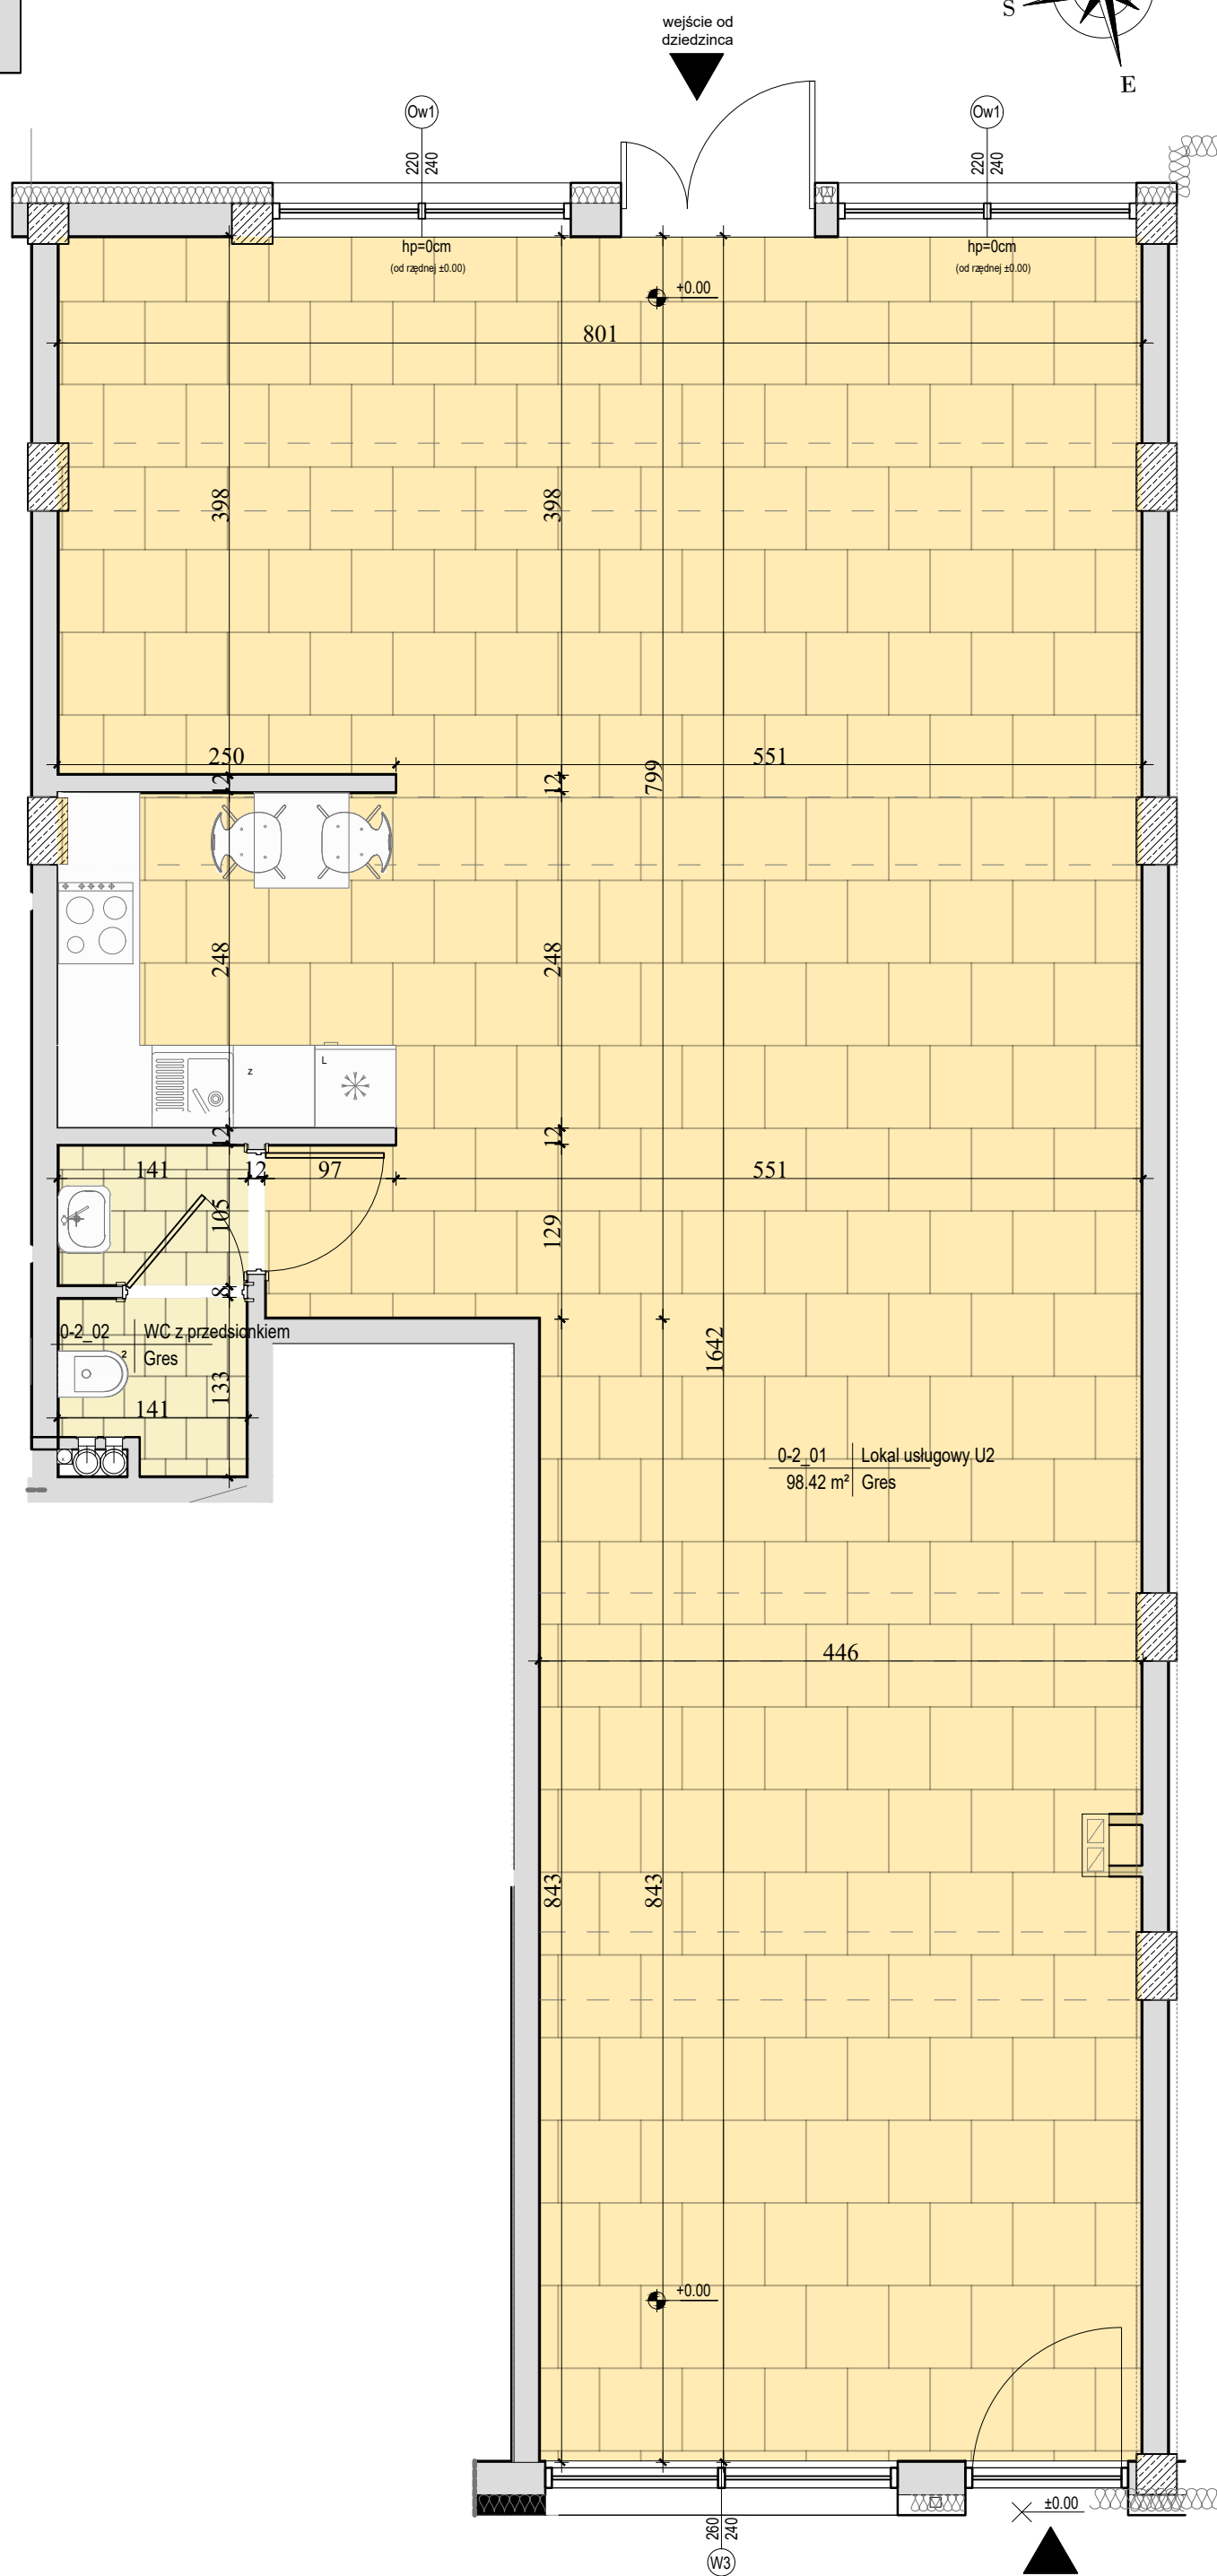 wejście od
dziedzinca
S
E
Ow1
Ow1
220
240
220
240
hp=0cm
(od rzędnej ±0.00)
hp=0cm
(od rzędnej ±0.00)
+0.00
801
398
398
250
551
12
12
799
248
248
z
L
12
12
141
12
97
551
105
129
8
0-2_02 WC z przedsionkiem
2 Gres
133
141
1642
0-2_01 Lokal usługowy U2
98.42 m² Gres
446
843
843
+0.00
±0.00
260
240
W3